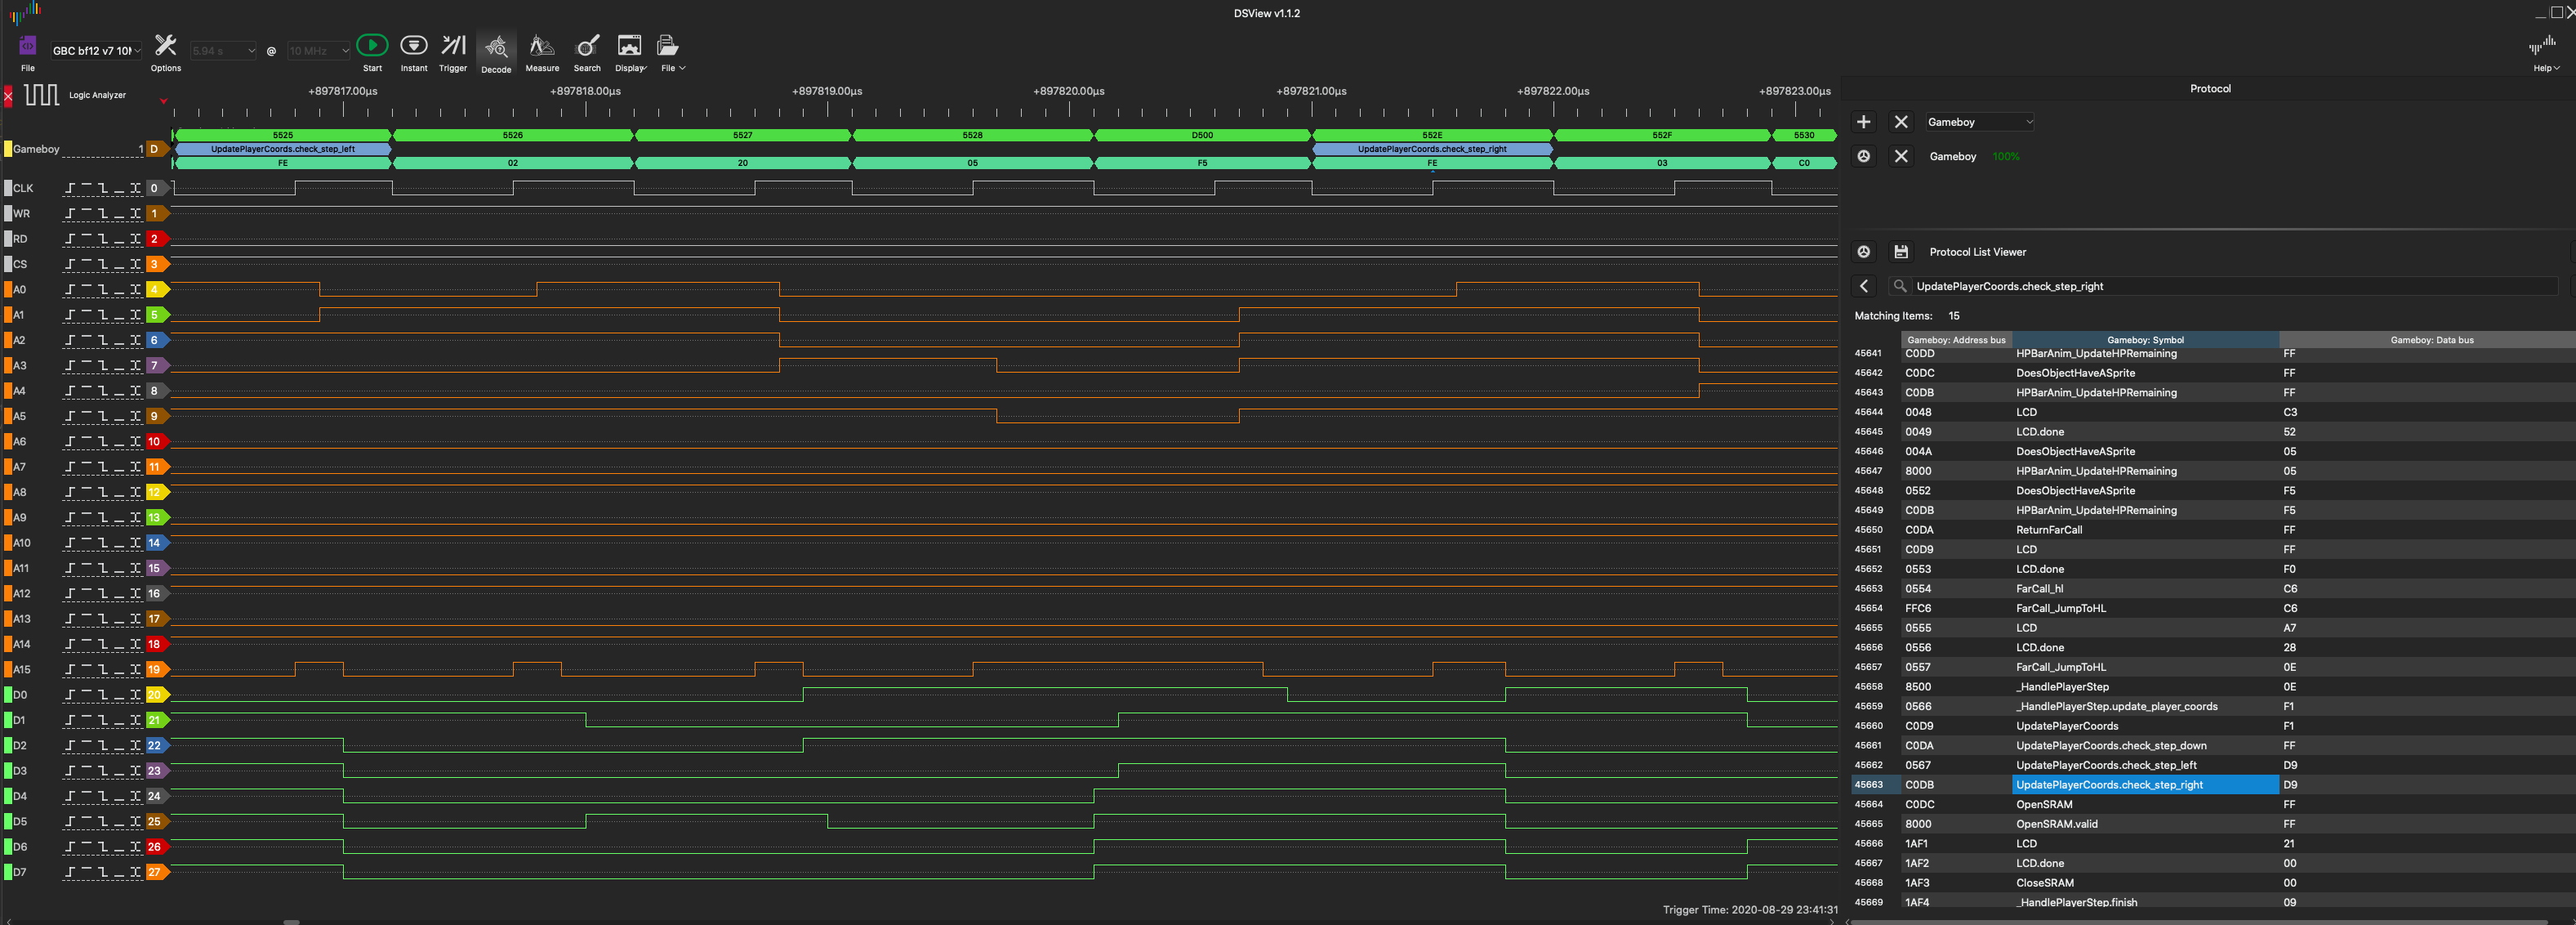 DSView v1.1.2
GBC bf12 v7 10M
5.94 s
@
10 MHz
File
Options
Start
Instant
Trigger
Decode
Measure
Search
Display
File
Help
Logic Analyzer
+897817.00µs +897818.00µs +897819.00µs +897820.00µs +897821.00µs +897822.00µs +897823.00µs
5525 5526 5527 5528 D500 552E 552F 5530
Gameboy 1 D UpdatePlayerCoords.check_step_left UpdatePlayerCoords.check_step_right
FE 02 20 05 F5 FE 03 C0
CLK 0
WR 1
RD 2
CS 3
A0 4
A1 5
A2 6
A3 7
A4 8
A5 9
A6 10
A7 11
A8 12
A9 13
A10 14
A11 15
A12 16
A13 17
A14 18
A15 19
D0 20
D1 21
D2 22
D3 23
D4 24
D5 25
D6 26
D7 27
Trigger Time: 2020-08-29 23:41:31
Protocol
Gameboy
Gameboy 100%
Protocol List Viewer
UpdatePlayerCoords.check_step_right
Matching Items: 15
Gameboy: Address bus Gameboy: Symbol Gameboy: Data bus
45641 C0DD HPBarAnim_UpdateHPRemaining FF
45642 C0DC DoesObjectHaveASprite FF
45643 C0DB HPBarAnim_UpdateHPRemaining FF
45644 0048 LCD C3
45645 0049 LCD.done 52
45646 004A DoesObjectHaveASprite 05
45647 8000 HPBarAnim_UpdateHPRemaining 05
45648 0552 DoesObjectHaveASprite F5
45649 C0DB HPBarAnim_UpdateHPRemaining F5
45650 C0DA ReturnFarCall FF
45651 C0D9 LCD FF
45652 0553 LCD.done F0
45653 0554 FarCall_hl C6
45654 FFC6 FarCall_JumpToHL C6
45655 0555 LCD A7
45656 0556 LCD.done 28
45657 0557 FarCall_JumpToHL 0E
45658 8500 _HandlePlayerStep 0E
45659 0566 _HandlePlayerStep.update_player_coords F1
45660 C0D9 UpdatePlayerCoords F1
45661 C0DA UpdatePlayerCoords.check_step_down FF
45662 0567 UpdatePlayerCoords.check_step_left D9
45663 C0DB UpdatePlayerCoords.check_step_right D9
45664 C0DC OpenSRAM FF
45665 8000 OpenSRAM.valid FF
45666 1AF1 LCD 21
45667 1AF2 LCD.done 00
45668 1AF3 CloseSRAM 00
45669 1AF4 _HandlePlayerStep.finish 09